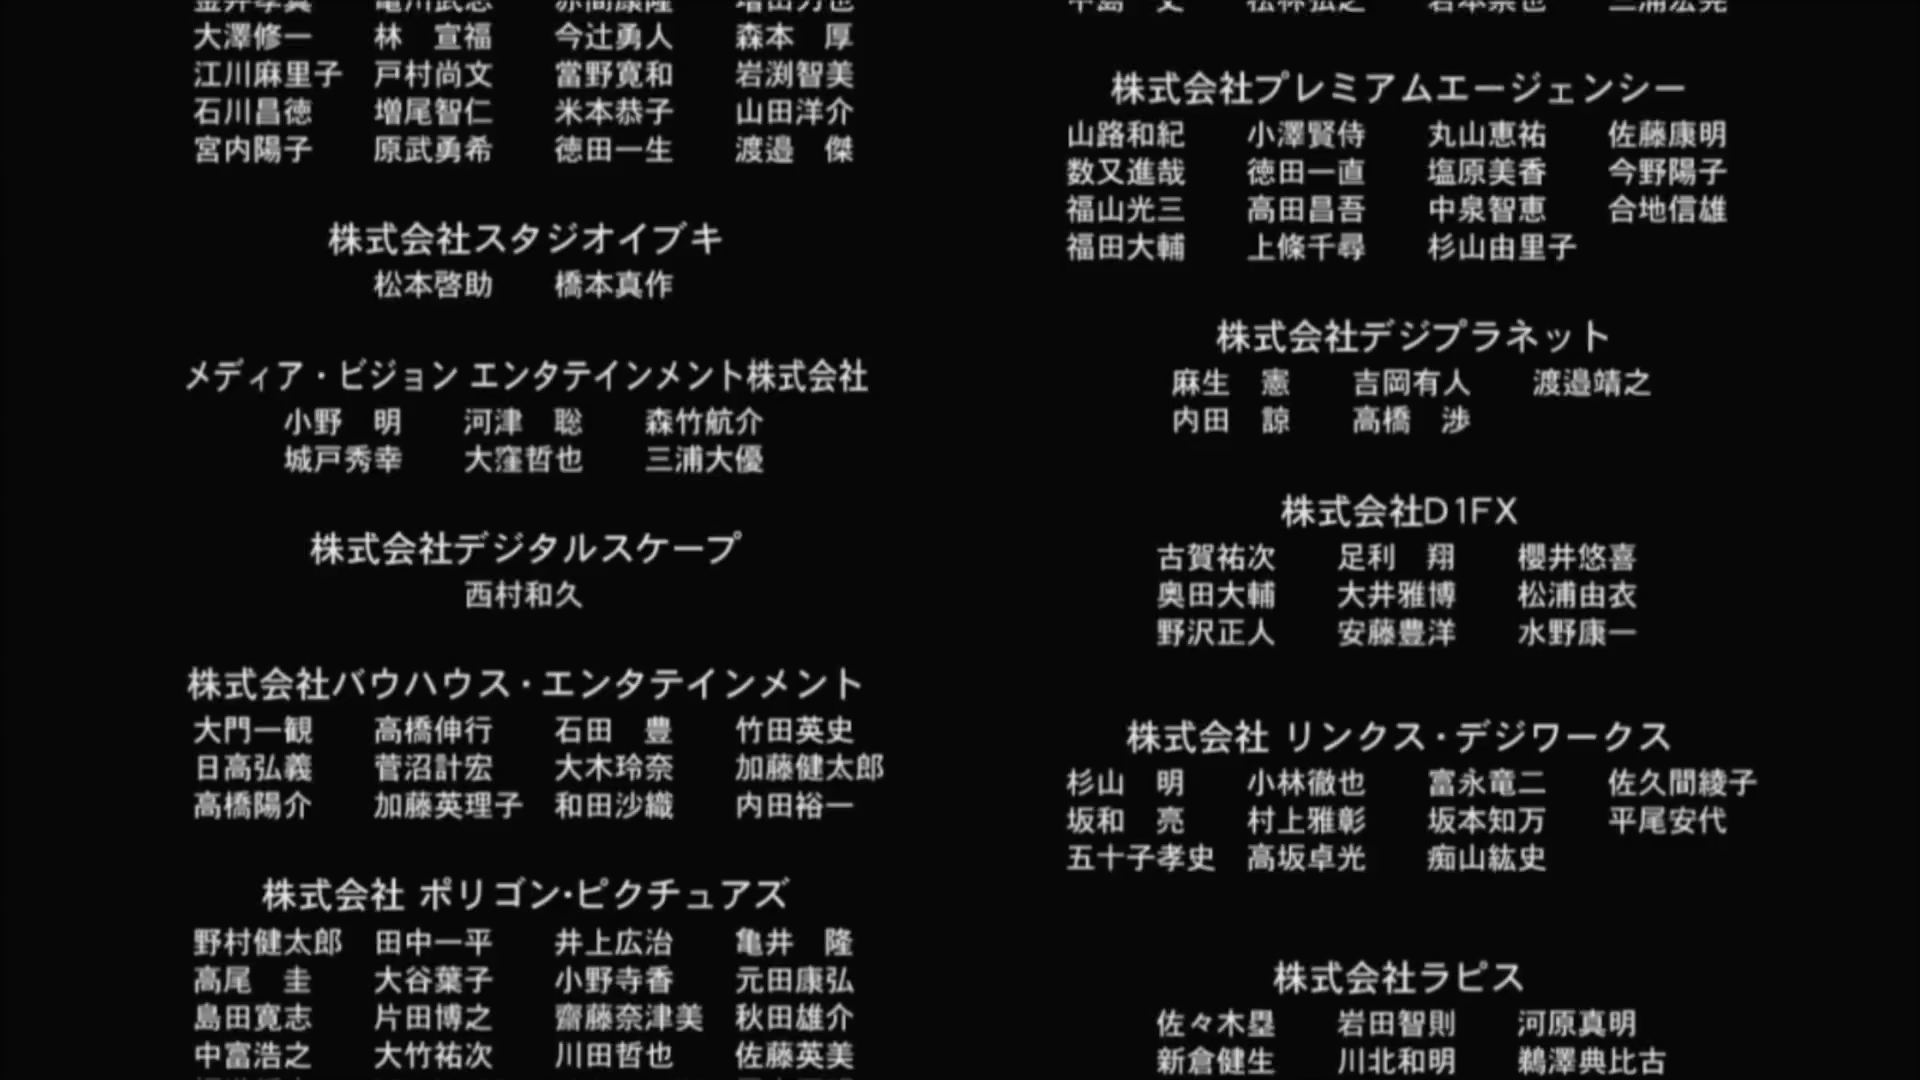 大澤修一 林 宣福 今辻勇人 森本 厚
江川麻里子 戸村尚文 當野寛和 岩渕智美
石川昌徳 増尾智仁 米本恭子 山田洋介
宮内陽子 原武勇希 徳田一生 渡邉 傑
株式会社スタジオイブキ
松本啓助 橋本真作
メディア・ビジョン エンタテインメント株式会社
小野 明 河津 聡 森竹航介
城戸秀幸 大窪哲也 三浦大優
株式会社デジタルスケープ
西村和久
株式会社バウハウス・エンタテインメント
大門一観 高橋伸行 石田 豊 竹田英史
日高弘義 菅沼計宏 大木玲奈 加藤健太郎
高橋陽介 加藤英理子 和田沙織 内田裕一
株式会社 ポリゴン・ピクチュアズ
野村健太郎 田中一平 井上広治 亀井 隆
高尾 圭 大谷葉子 小野寺香 元田康弘
島田寛志 片田博之 齋藤奈津美 秋田雄介
中富浩之 大竹祐次 川田哲也 佐藤英美
株式会社プレミアムエージェンシー
山路和紀 小澤賢侍 丸山恵祐 佐藤康明
数又進哉 徳田一直 塩原美香 今野陽子
福山光三 高田昌吾 中泉智恵 合地信雄
福田大輔 上條千尋 杉山由里子
株式会社デジプラネット
麻生 憲 吉岡有人 渡邉靖之
内田 諒 高橋 渉
株式会社D1FX
古賀祐次 足利 翔 櫻井悠喜
奥田大輔 大井雅博 松浦由衣
野沢正人 安藤豊洋 水野康一
株式会社 リンクス・デジワークス
杉山 明 小林徹也 富永竜二 佐久間綾子
坂和 亮 村上雅彰 坂本知万 平尾安代
五十子孝史 高坂卓光 痴山紘史
株式会社ラピス
佐々木塁 岩田智則 河原真明
新倉健生 川北和明 鵜澤典比古